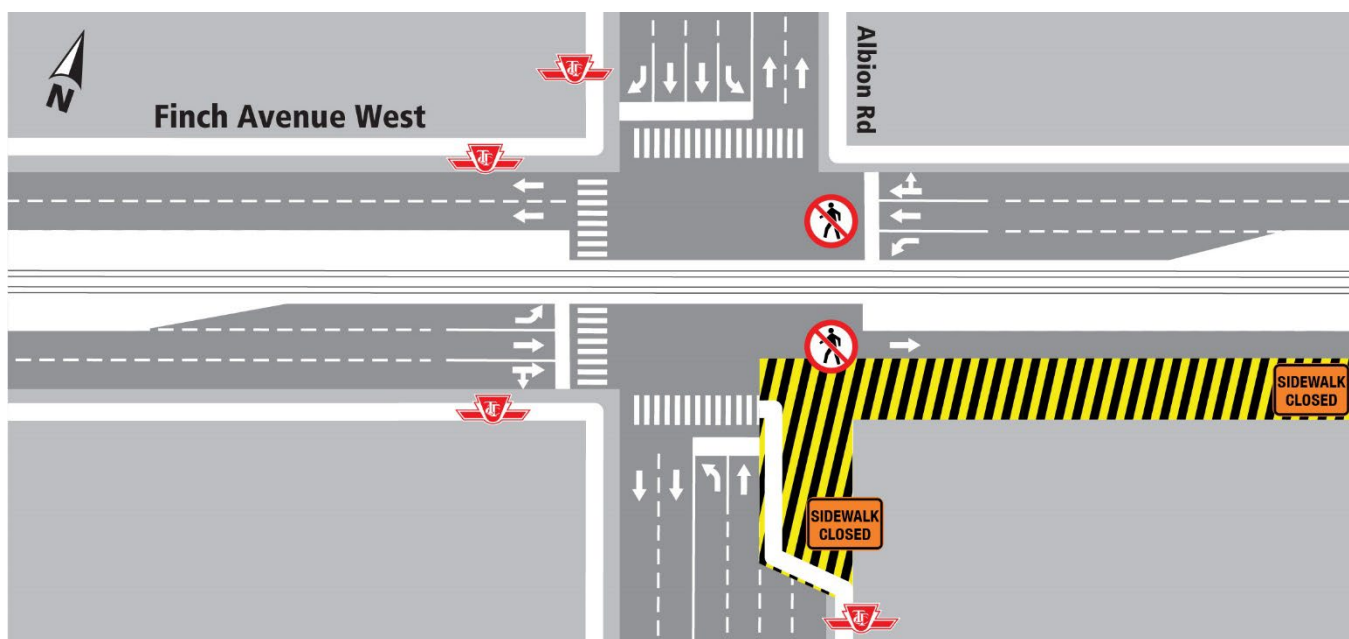 N
Finch Avenue West
Albion Rd
SIDEWALK
CLOSED
SIDEWALK
CLOSED